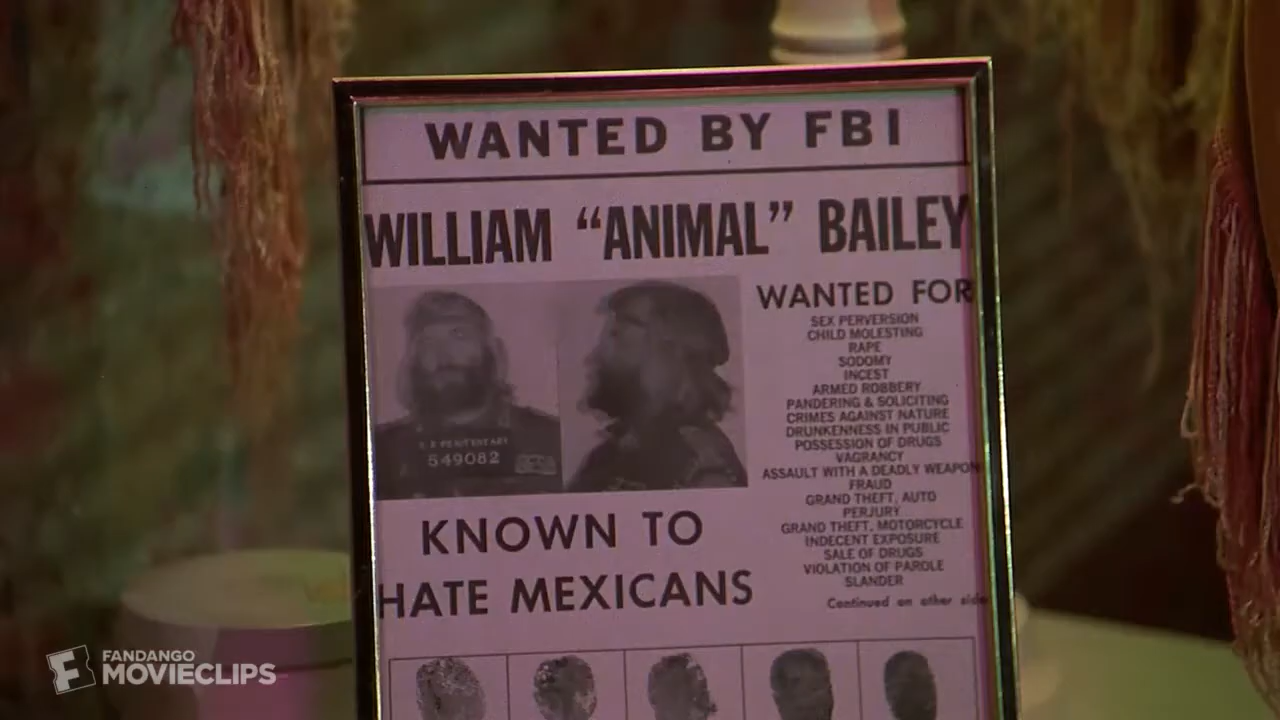 WANTED BY FBI
WILLIAM “ANIMAL” BAILEY
WANTED FOR
SEX PERVERSION
CHILD MOLESTING
RAPE
SODOMY
INCEST
ARMED ROBBERY
PANDERING & SOLICITING
CRIMES AGAINST NATURE
DRUNKENNESS IN PUBLIC
POSSESSION OF DRUGS
VAGRANCY
ASSAULT WITH A DEADLY WEAPON
FRAUD
GRAND THEFT, AUTO
PERJURY
GRAND THEFT, MOTORCYCLE
INDECENT EXPOSURE
SALE OF DRUGS
VIOLATION OF PAROLE
SLANDER
Continued on other side
PENITENTARY
549082
KNOWN TO
HATE MEXICANS
FANDANGO
MOVIECLIPS